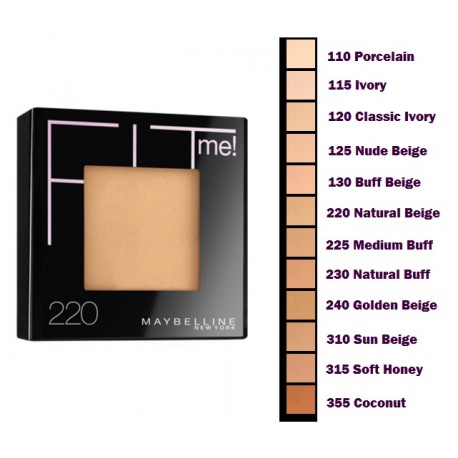 FIT
me!
220
MAYBELLINE
NEW YORK
110 Porcelain
115 Ivory
120 Classic Ivory
125 Nude Beige
130 Buff Beige
220 Natural Beige
225 Medium Buff
230 Natural Buff
240 Golden Beige
310 Sun Beige
315 Soft Honey
355 Coconut